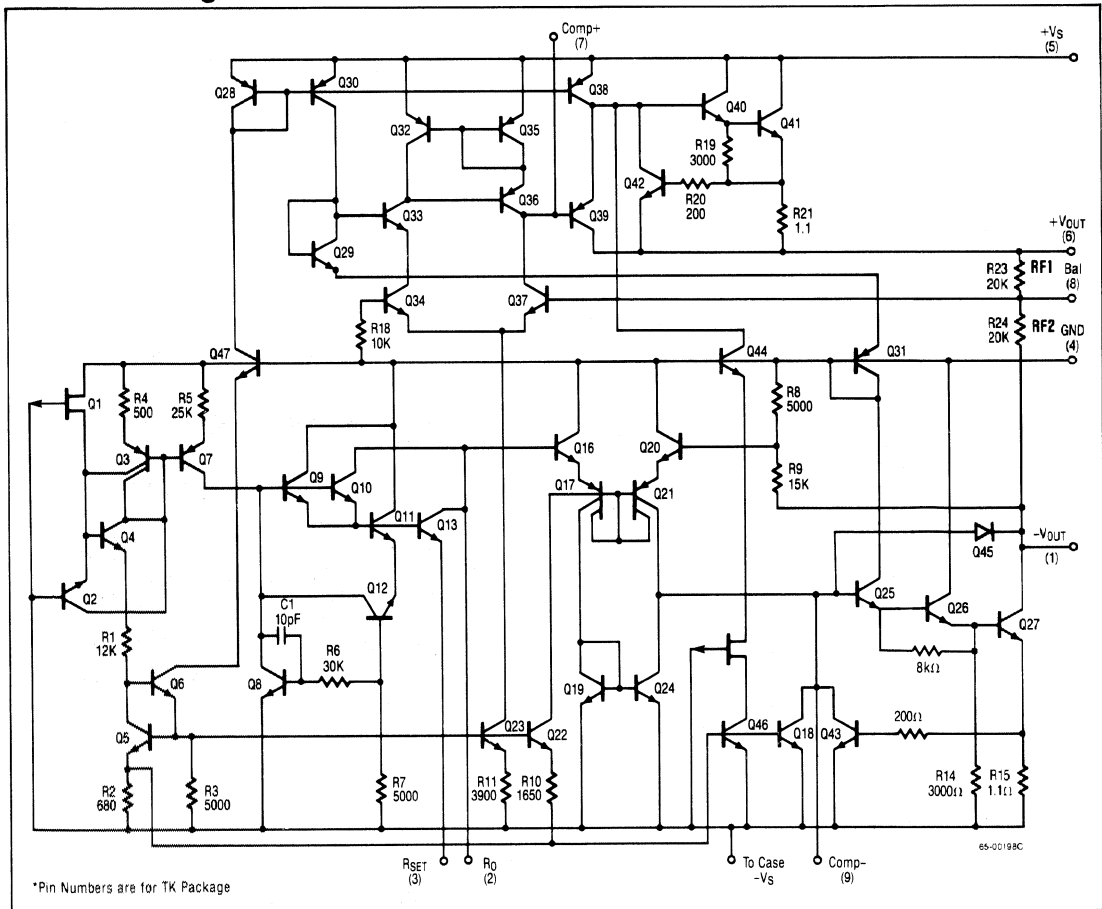 Comp+
(7)
+VS
(5)
Q28
Q30
Q38
Q40
Q41
Q32
Q35
R19
3000
Q42
R20
200
Q33
Q36
Q39
R21
1.1
+VOUT
(6)
Q29
R23
20K
RF1
Bal
(8)
Q34
Q37
R18
10K
R24
20K
RF2
GND
(4)
Q47
Q44
Q31
Q1
R4
500
R5
25K
R8
5000
Q3
Q7
Q16
Q20
Q9
Q10
Q17
Q21
R9
15K
Q4
Q11
Q13
Q45
-VOUT
(1)
Q2
Q12
Q25
Q26
Q27
C1
10pF
R1
12K
R6
30K
8kΩ
Q6
Q8
Q19
Q24
Q5
Q23
Q22
Q46
Q18
Q43
200Ω
R2
680
R3
5000
R7
5000
R11
3900
R10
1650
R14
3000Ω
R15
1.1Ω
65-00198C
RSET
(3)
RO
(2)
To Case
-VS
Comp-
(9)
*Pin Numbers are for TK Package